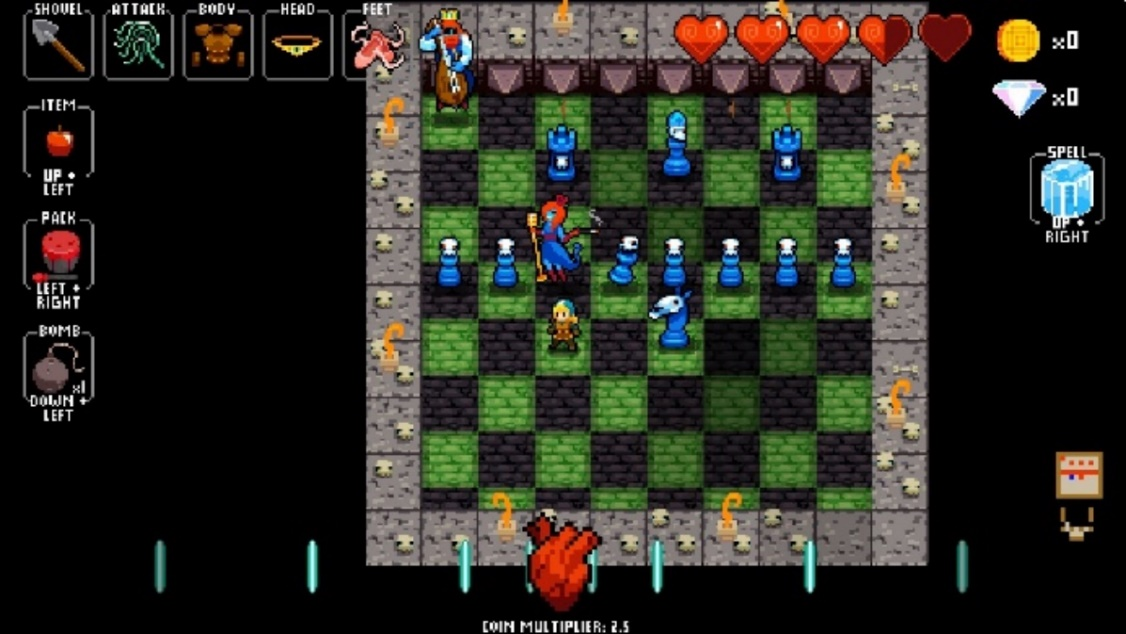 SHOVEL
ATTACK
BODY
HEAD
FEET
x0
x0
ITEM
UP +
LEFT
SPELL
UP +
RIGHT
PACK
LEFT +
RIGHT
BOMB
x1
DOWN +
LEFT
COIN MULTIPLIER: 2.5